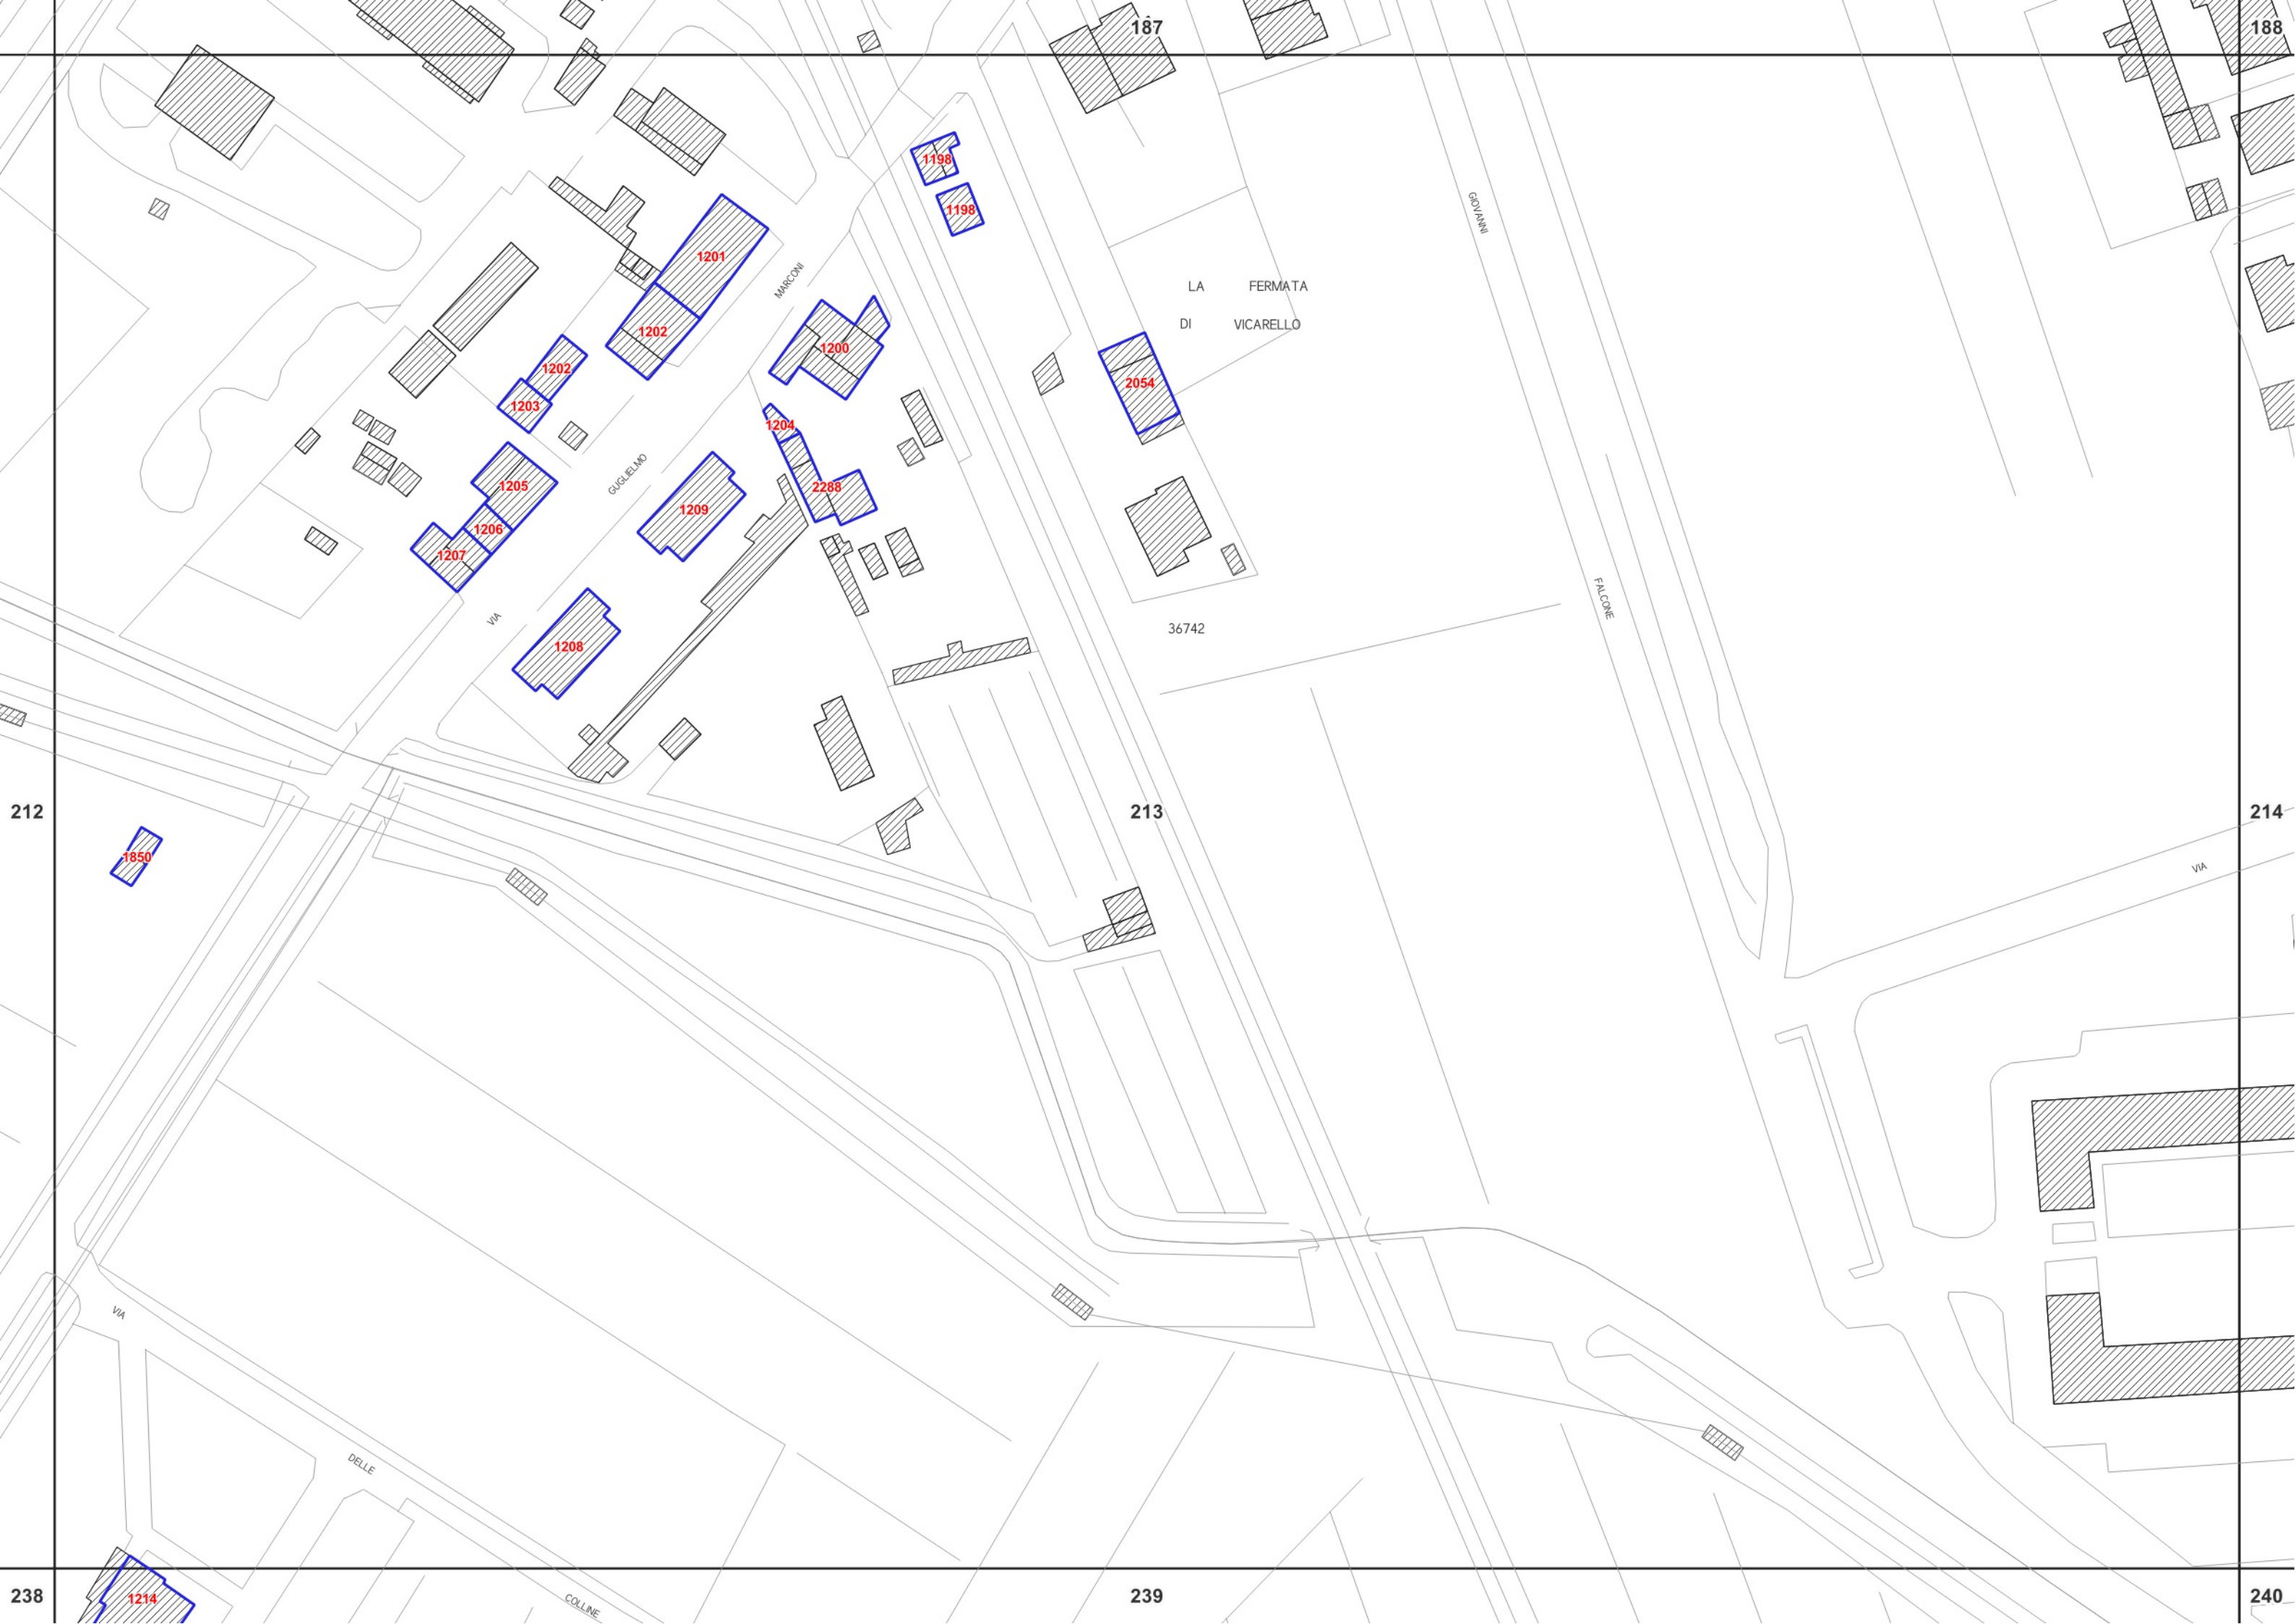 187
188
1198
1198
GIOVANNI
1201
MARCONI
LA FERMATA
DI VICARELLO
1202
1200
1202
2054
1203
1204
GUGLIELMO
1205
2288
1209
1206
1207
FALCONE
VIA
36742
1208
212
213
214
1850
VIA
VIA
DELLE
238
1214
COLLINE
239
240